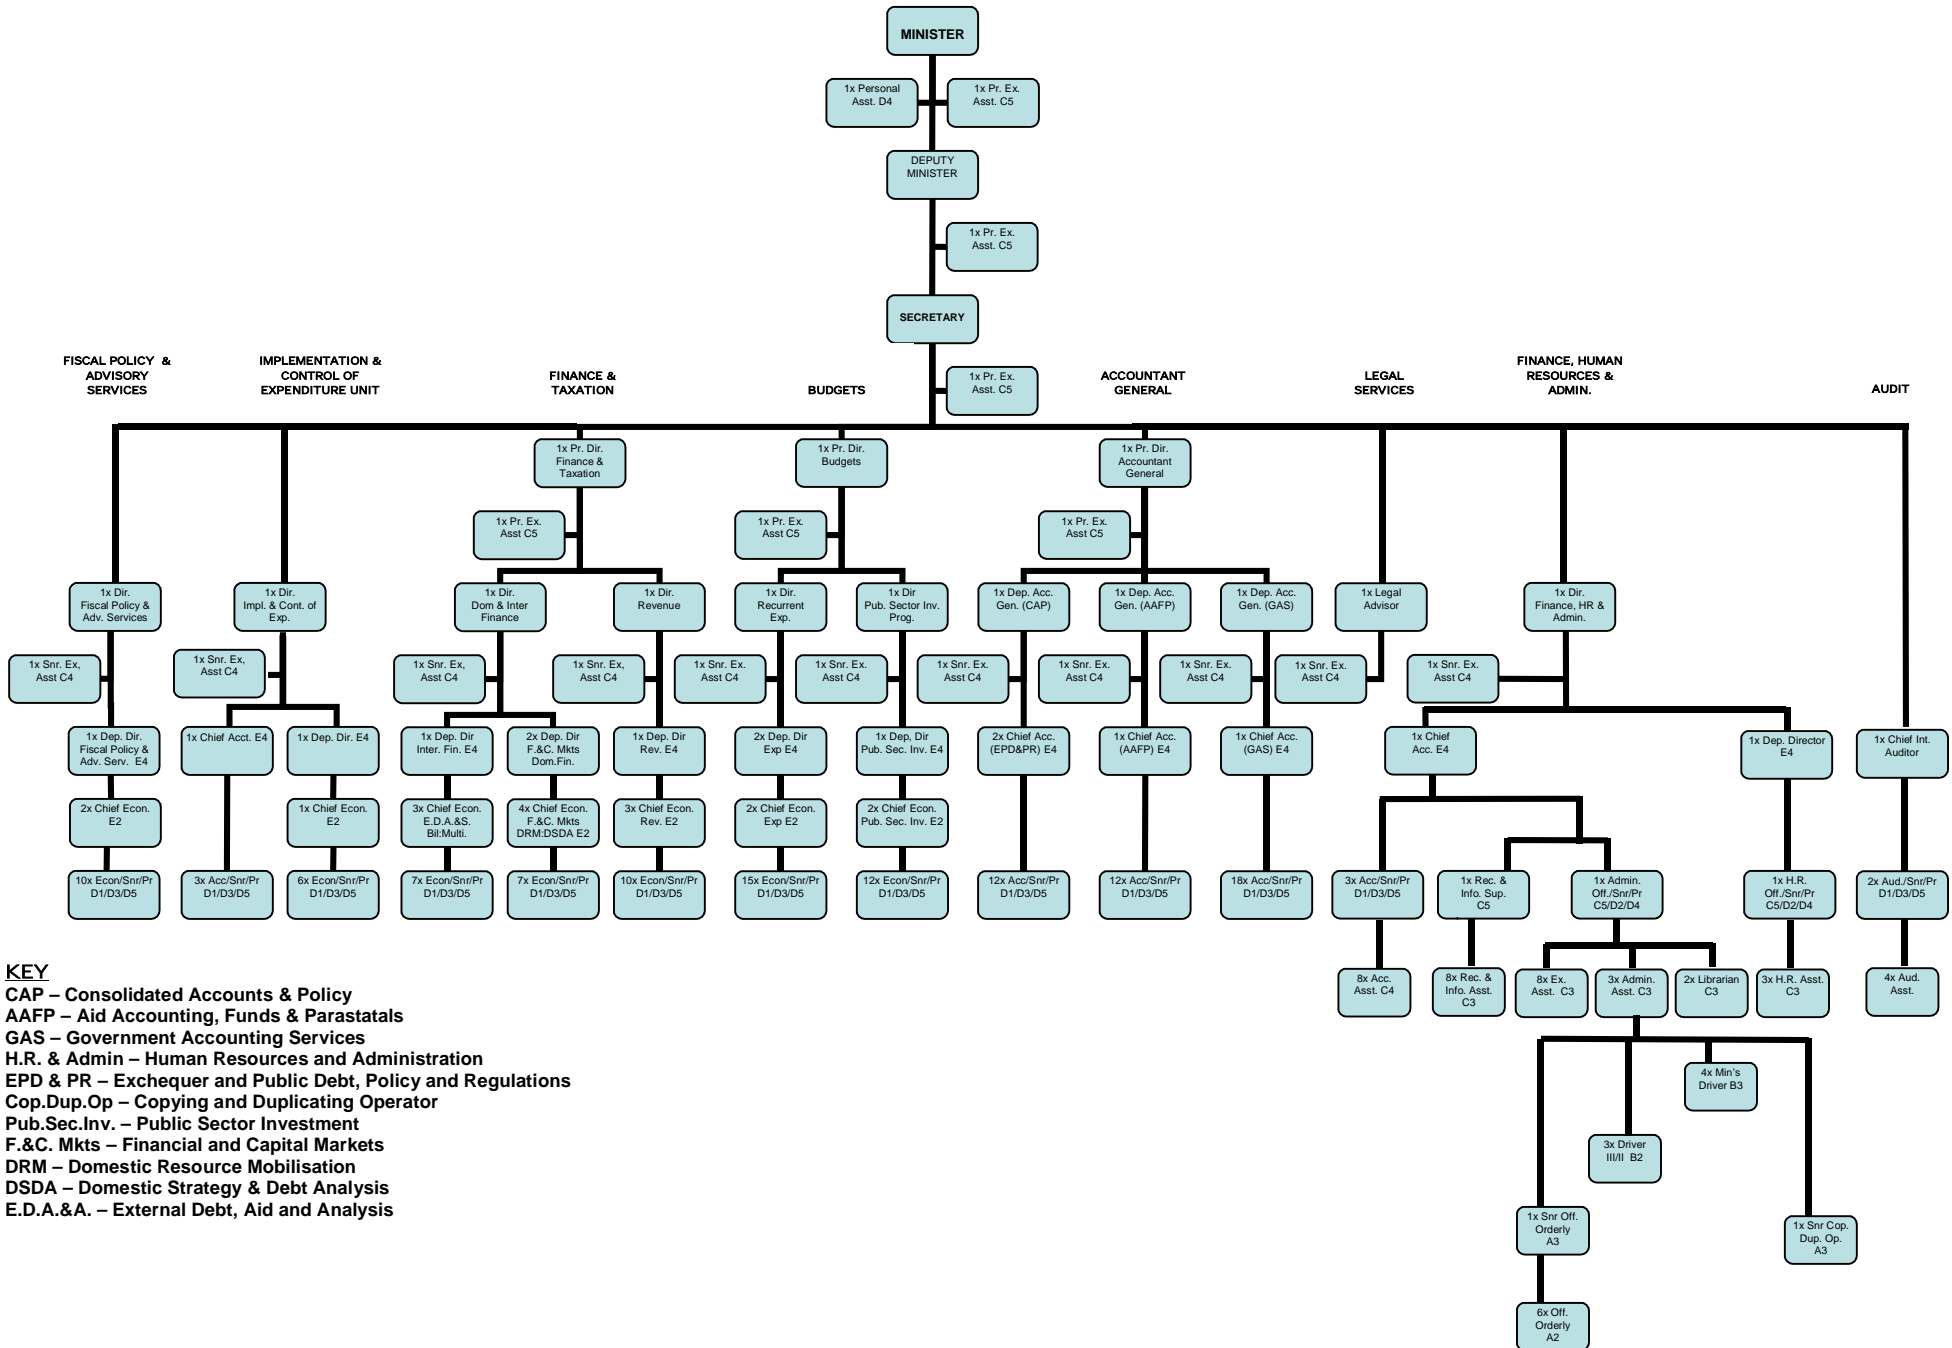 MINISTER
1x Personal
Asst. D4
1x Pr. Ex.
Asst. C5
DEPUTY
MINISTER
1x Pr. Ex.
Asst. C5
SECRETARY
1x Pr. Ex.
Asst. C5
FISCAL POLICY &
ADVISORY
SERVICES
IMPLEMENTATION &
CONTROL OF
EXPENDITURE UNIT
FINANCE &
TAXATION
BUDGETS
ACCOUNTANT
GENERAL
LEGAL
SERVICES
FINANCE, HUMAN
RESOURCES &
ADMIN.
AUDIT
1x Pr. Dir.
Finance &
Taxation
1x Pr. Dir.
Budgets
1x Pr. Dir.
Accountant
General
1x Pr. Ex.
Asst C5
1x Pr. Ex.
Asst C5
1x Pr. Ex.
Asst C5
1x Dir.
Fiscal Policy &
Adv. Services
1x Dir.
Impl. & Cont. of
Exp.
1x Dir.
Dom & Inter
Finance
1x Dir.
Revenue
1x Dir.
Recurrent
Exp.
1x Dir
Pub. Sector Inv.
Prog.
1x Dep. Acc.
Gen. (CAP)
1x Dep. Acc.
Gen. (AAFP)
1x Dep. Acc.
Gen. (GAS)
1x Legal
Advisor
1x Dir.
Finance, HR &
Admin.
1x Snr. Ex,
Asst C4
1x Snr. Ex,
Asst C4
1x Snr. Ex,
Asst C4
1x Snr. Ex,
Asst C4
1x Snr. Ex.
Asst C4
1x Snr. Ex.
Asst C4
1x Snr. Ex.
Asst C4
1x Snr. Ex.
Asst C4
1x Snr. Ex.
Asst C4
1x Snr. Ex.
Asst C4
1x Snr. Ex.
Asst C4
1x Dep. Dir.
Fiscal Policy &
Adv. Serv. E4
1x Chief Acct. E4
1x Dep. Dir. E4
1x Dep. Dir
Inter. Fin. E4
2x Dep. Dir
F.&C. Mkts
Dom.Fin.
1x Dep. Dir
Rev. E4
2x Dep. Dir
Exp E4
1x Dep, Dir
Pub. Sec. Inv. E4
2x Chief Acc.
(EPD&PR) E4
1x Chief Acc.
(AAFP) E4
1x Chief Acc.
(GAS) E4
1x Chief
Acc. E4
1x Dep. Director
E4
1x Chief Int.
Auditor
2x Chief Econ.
E2
1x Chief Econ.
E2
3x Chief Econ.
E.D.A.&S.
Bil:Multi.
4x Chief Econ.
F.&C. Mkts
DRM:DSDA E2
3x Chief Econ.
Rev. E2
2x Chief Econ.
Exp E2
2x Chief Econ.
Pub. Sec. Inv. E2
10x Econ/Snr/Pr
D1/D3/D5
3x Acc/Snr/Pr
D1/D3/D5
6x Econ/Snr/Pr
D1/D3/D5
7x Econ/Snr/Pr
D1/D3/D5
7x Econ/Snr/Pr
D1/D3/D5
10x Econ/Snr/Pr
D1/D3/D5
15x Econ/Snr/Pr
D1/D3/D5
12x Econ/Snr/Pr
D1/D3/D5
12x Acc/Snr/Pr
D1/D3/D5
12x Acc/Snr/Pr
D1/D3/D5
18x Acc/Snr/Pr
D1/D3/D5
3x Acc/Snr/Pr
D1/D3/D5
1x Rec. &
Info. Sup.
C5
1x Admin.
Off./Snr/Pr
C5/D2/D4
1x H.R.
Off./Snr/Pr
C5/D2/D4
2x Aud./Snr/Pr
D1/D3/D5
8x Acc.
Asst. C4
8x Rec. &
Info. Asst.
C3
8x Ex.
Asst. C3
3x Admin.
Asst. C3
2x Librarian
C3
3x H.R. Asst.
C3
4x Aud.
Asst.
4x Min's
Driver B3
3x Driver
III/II B2
1x Snr Off.
Orderly
A3
1x Snr Cop.
Dup. Op.
A3
6x Off.
Orderly
A2
KEY
CAP – Consolidated Accounts & Policy
AAFP – Aid Accounting, Funds & Parastatals
GAS – Government Accounting Services
H.R. & Admin – Human Resources and Administration
EPD & PR – Exchequer and Public Debt, Policy and Regulations
Cop.Dup.Op – Copying and Duplicating Operator
Pub.Sec.Inv. – Public Sector Investment
F.&C. Mkts – Financial and Capital Markets
DRM – Domestic Resource Mobilisation
DSDA – Domestic Strategy & Debt Analysis
E.D.A.&A. – External Debt, Aid and Analysis